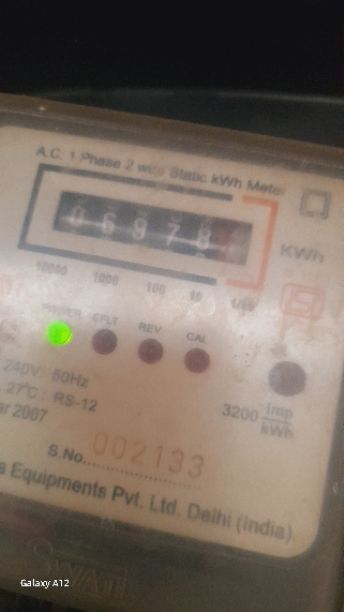 A.C. 1 Phase 2 wire Static kWh Meter
0 6 9 7 8
KWh
10000 1000 100 10 1/10
POWER EFLT REV CAL
240V 50Hz
27°C RS-12
3200 imp
kWh
ar 2007
S.No. 002133
s Equipments Pvt. Ltd. Delhi (India)
Galaxy A12